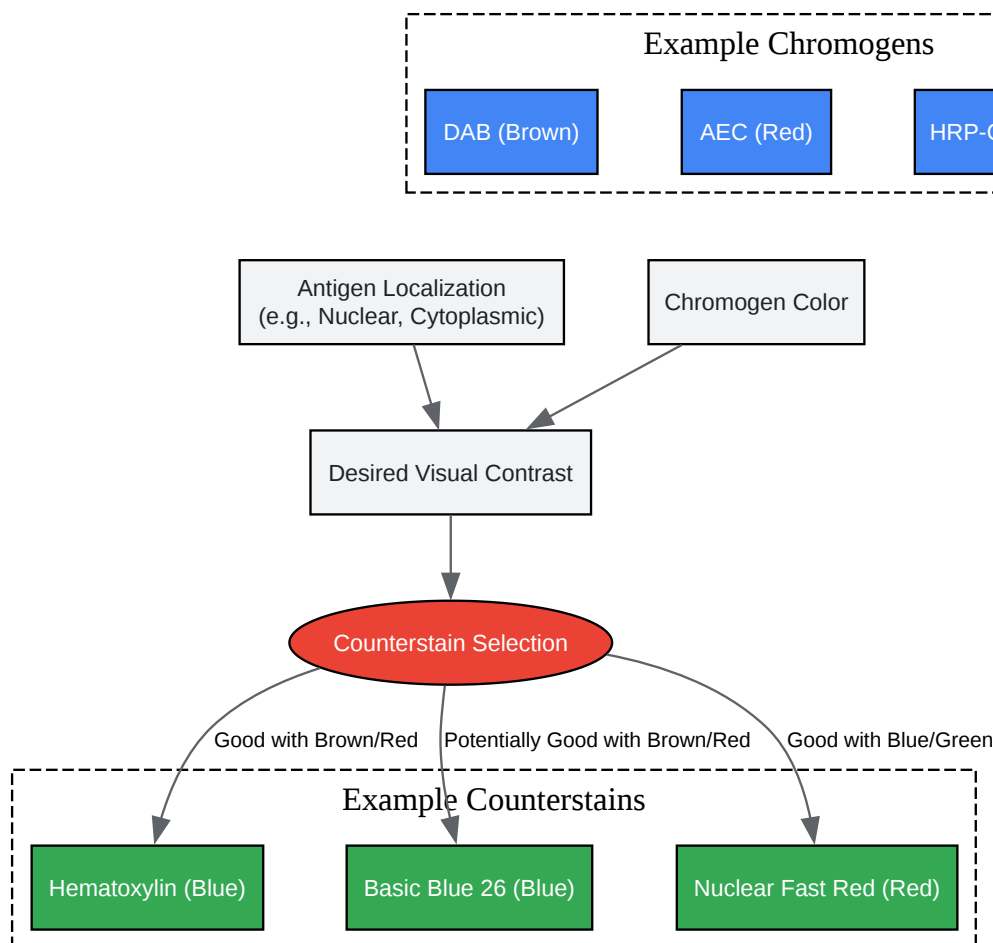 Example Chromogens
DAB (Brown)
AEC (Red)
Antigen Localization
(e.g., Nuclear, Cytoplasmic)
Chromogen Color
Desired Visual Contrast
Counterstain Selection
Good with Brown/Red
Potentially Good with Brown/Red
Good with Blue/Green
Example Counterstains
Hematoxylin (Blue)
Basic Blue 26 (Blue)
Nuclear Fast Red (Red)